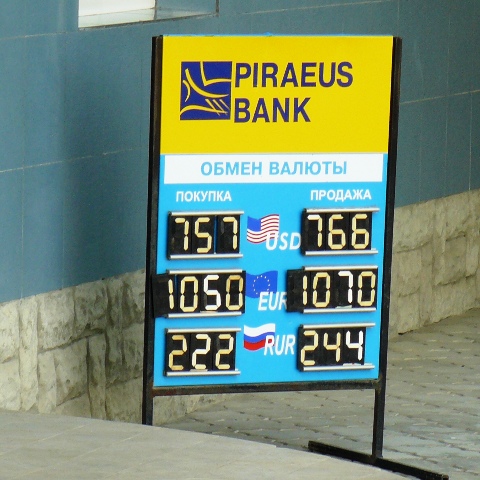 PIRAEUS
BANK
ОБМЕН ВАЛЮТЫ
ПОКУПКА ПРОДАЖА
757 USD 766
1050 EUR 1070
222 RUR 244